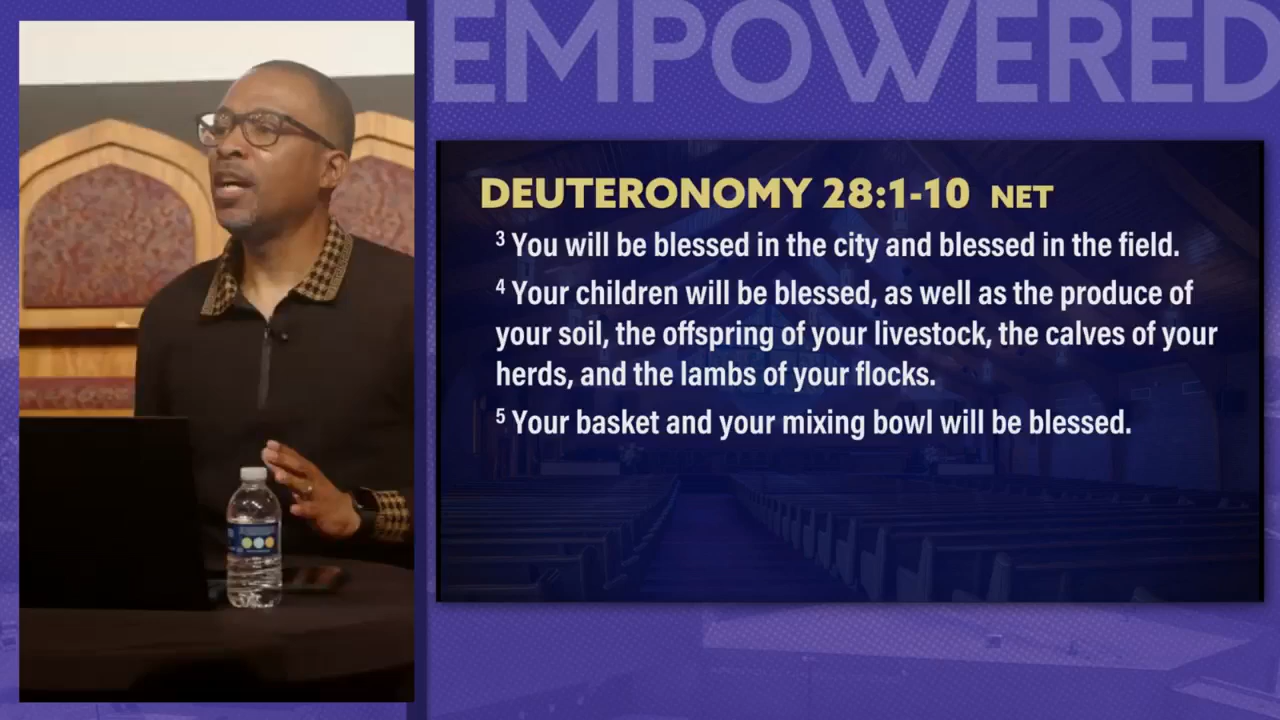 EMPOWERED
DEUTERONOMY 28:1-10 NET
3 You will be blessed in the city and blessed in the field.
4 Your children will be blessed, as well as the produce of
your soil, the offspring of your livestock, the calves of your
herds, and the lambs of your flocks.
5 Your basket and your mixing bowl will be blessed.